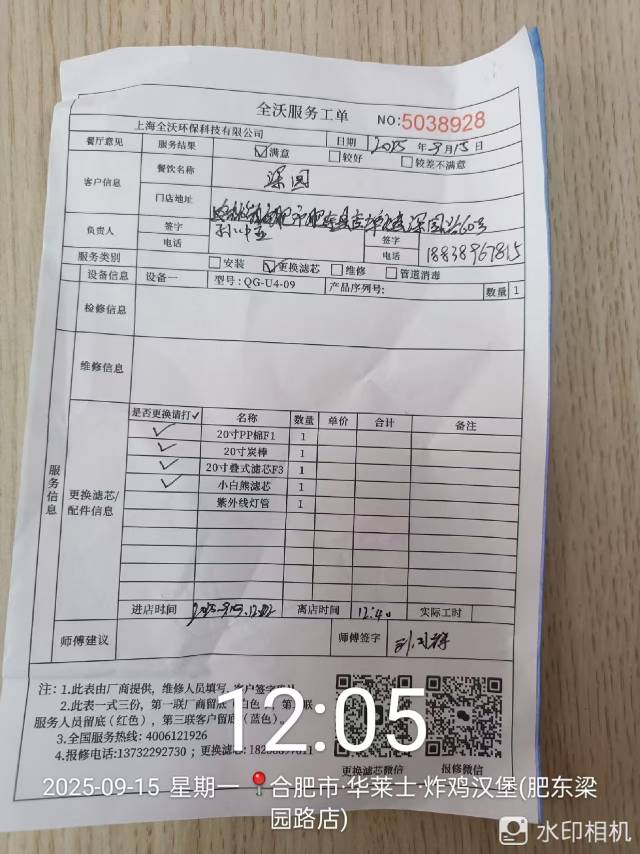 全沃服务工单 NO:5038928
上海全沃环保科技有限公司
餐厅意见 服务结果 ☑满意 □较好 □较差不满意 日期 2025年9月15日
客户信息 餐饮名称 梁园
门店地址
负责人 签字 签字
电话 电话 18838967815
服务类别 □安装 ☑更换滤芯 □维修 □管道消毒
设备信息 设备一 型号:QG-U4-09 产品序列号: 数量 1
检修信息
维修信息
服务信息
更换滤芯/配件信息
是否更换请打✓ 名称 数量 单价 合计 备注
✓ 20寸PP棉F1 1
✓ 20寸炭棒 1
✓ 20寸叠式滤芯F3 1
✓ 小白熊滤芯 1
紫外线灯管 1
进店时间 离店时间 12:40 实际工时
师傅建议 师傅签字
注:1.此表由厂商提供,维修人员填写,客户签字
2.此表一式三份,第一联厂商留底(白色),第二联
服务人员留底(红色),第三联客户留底(蓝色)。
3.全国服务热线:4006121926
4.报修电话:13732292730;更换滤芯:
更换滤芯微信 报修微信
12:05
2025-09-15 星期一 合肥市·华莱士·炸鸡汉堡(肥东梁
园路店)
水印相机